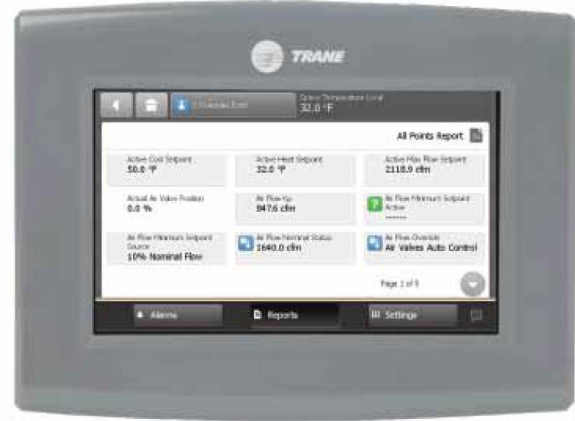 TRANE
Space Temperature Local
32.0 °F
All Points Report
Active Cool Setpoint
50.0 °F
Active Heat Setpoint
32.0 °F
Active Max Flow Setpoint
2118.9 cfm
Actual Air Valve Position
0.0 %
Air Flow Kp
947.6 cfm
Air Flow Minimum Setpoint
Active
------
Air Flow Minimum Setpoint
Source
10% Nominal Flow
Air Flow Nominal Status
1640.0 cfm
Air Flow Override
Air Valves Auto Control
Page 1 of 9
Alarms
Reports
Settings